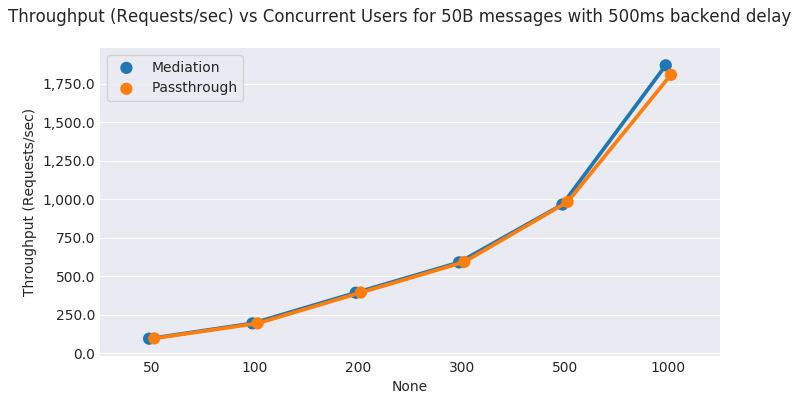 Throughput (Requests/sec) vs Concurrent Users for 50B messages with 500ms backend delay
Mediation
Passthrough
Throughput (Requests/sec)
1,750.0
1,500.0
1,250.0
1,000.0
750.0
500.0
250.0
0.0
50 100 200 300 500 1000
None